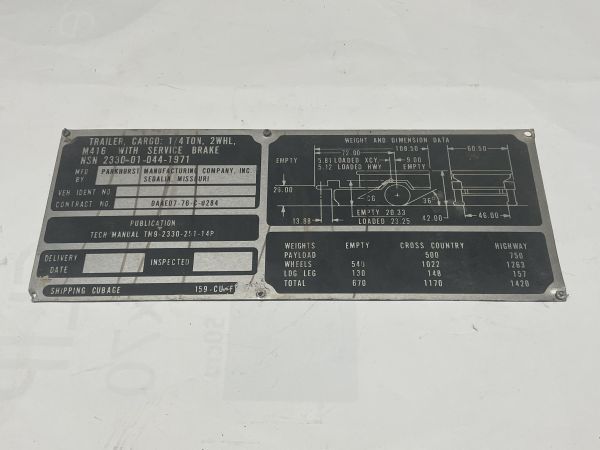 TRAILER, CARGO: 1/4 TON, 2WHL,
M416 WITH SERVICE BRAKE
NSN 2330-01-044-1971
MFD BY PARKHURST MANUFACTURING COMPANY, INC.
SEDALIA MISSOURI
VEH IDENT NO
CONTRACT NO DAAE07-76-C-0284
PUBLICATION
TECH MANUAL TM9-2330-251-14P
DELIVERY DATE
INSPECTED
SHIPPING CUBAGE 159-CU-F
WEIGHT AND DIMENSION DATA
108.50
60.50
72.00
EMPTY
5.81 LOADED XCY
9.00
5.12 LOADED HWY
EMPTY
26.00
CG
36°
EMPTY 20.33
13.88
LOADED 23.25
42.00
46.00
WEIGHTS EMPTY CROSS COUNTRY HIGHWAY
PAYLOAD 500 750
WHEELS 540 1022 1263
LDG LEG 130 148 157
TOTAL 670 1170 1420